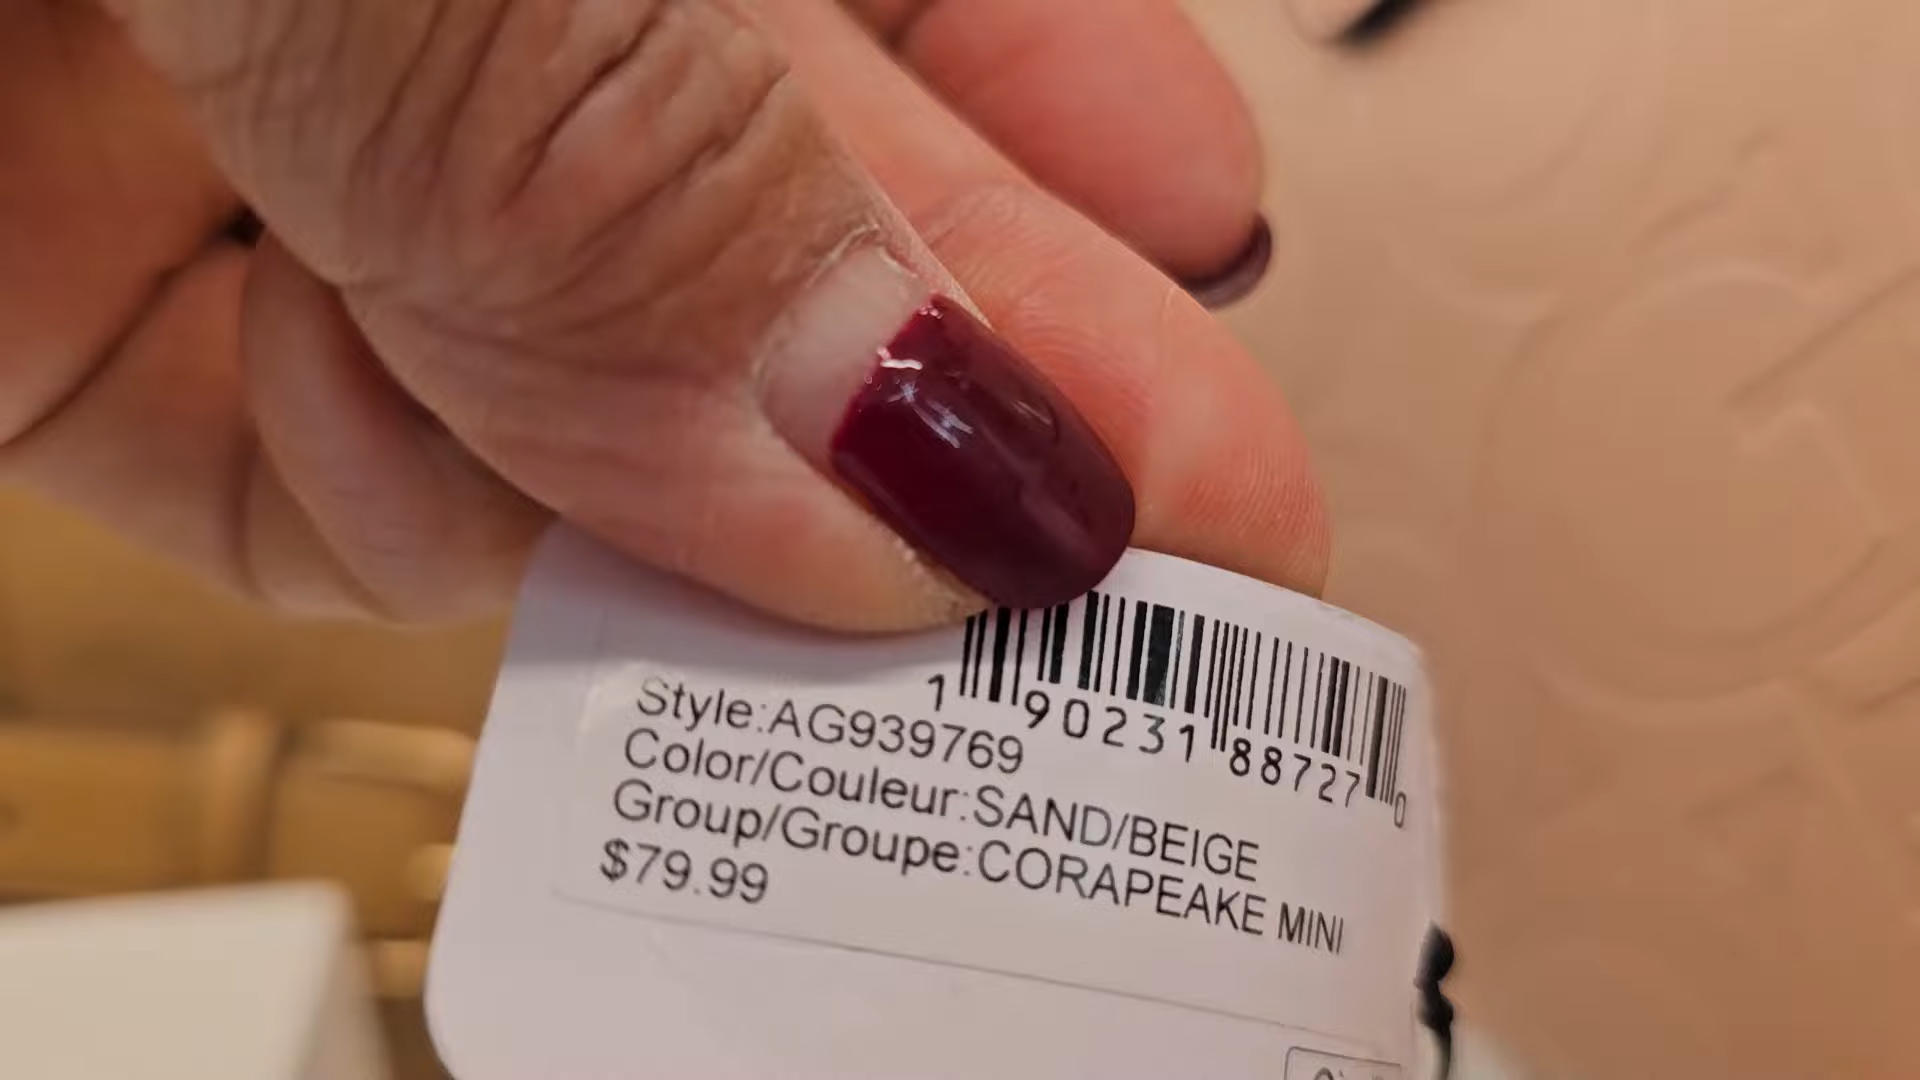 1 90231 88727 0
Style:AG939769
Color/Couleur:SAND/BEIGE
Group/Groupe:CORAPEAKE MINI
$79.99